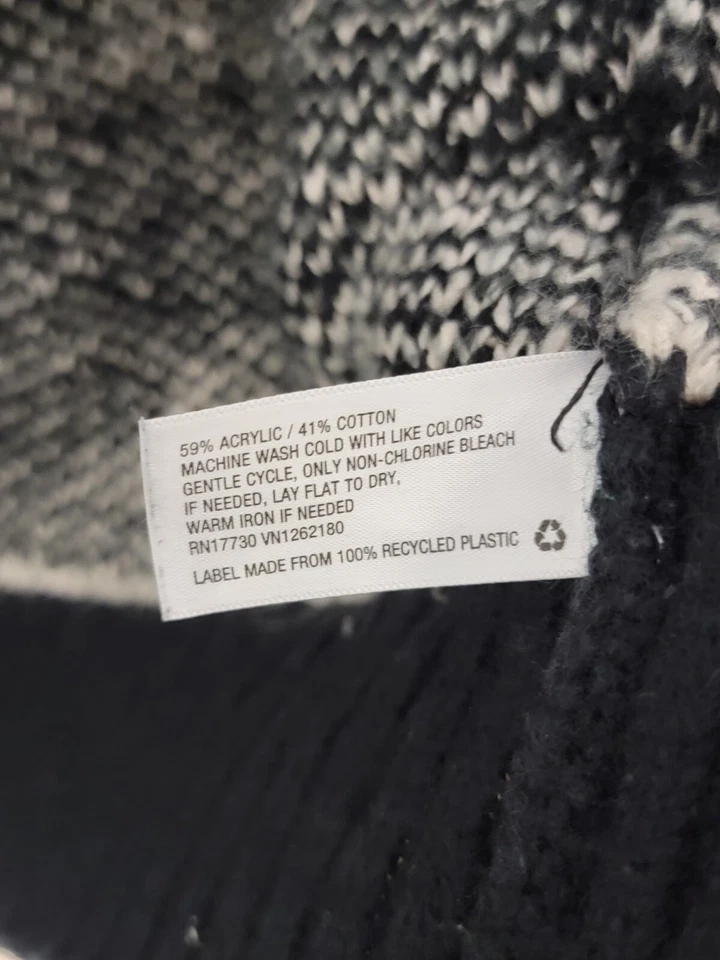 59% ACRYLIC / 41% COTTON
MACHINE WASH COLD WITH LIKE COLORS
GENTLE CYCLE, ONLY NON-CHLORINE BLEACH
IF NEEDED, LAY FLAT TO DRY,
WARM IRON IF NEEDED
RN17730 VN1262180
LABEL MADE FROM 100% RECYCLED PLASTIC